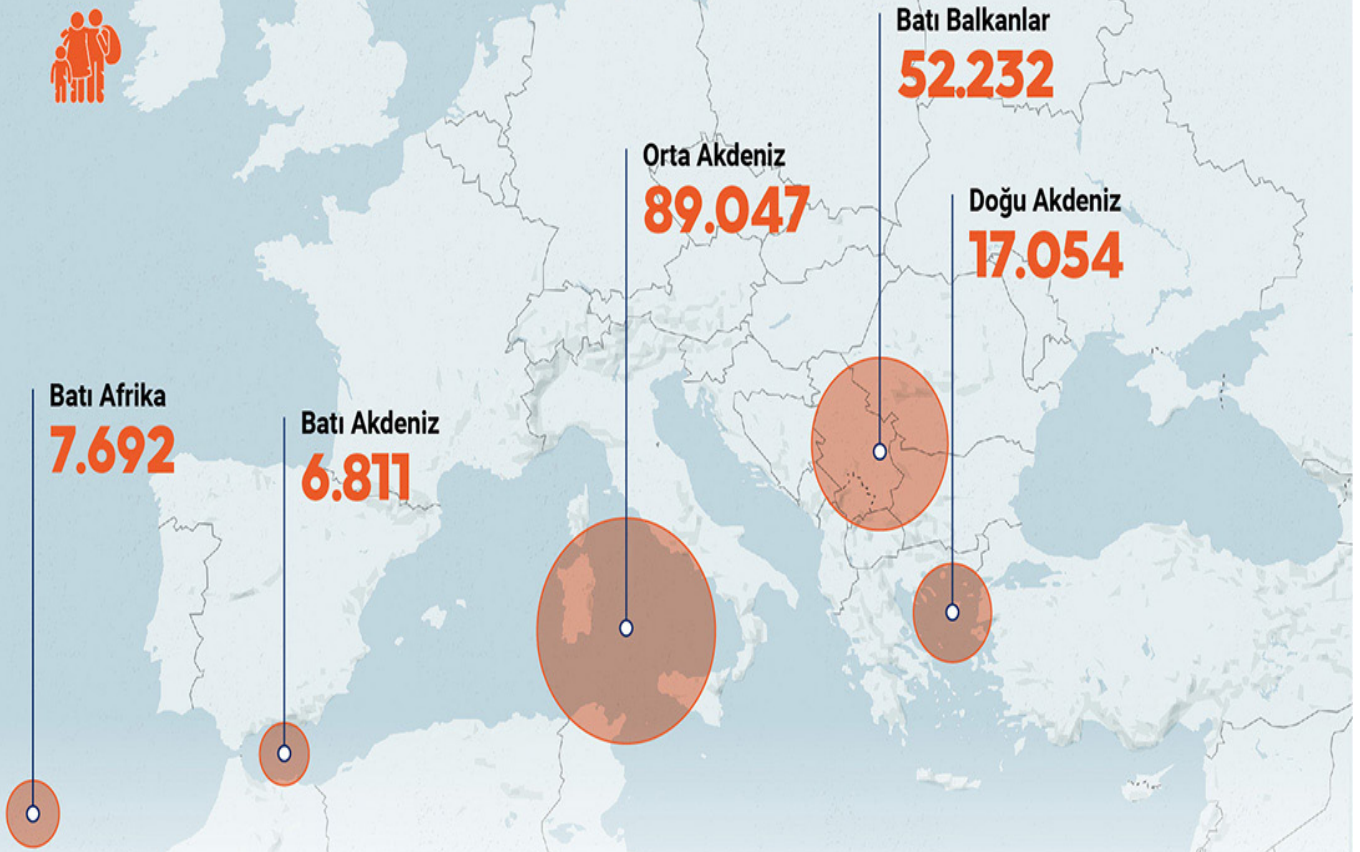 Batı Balkanlar
52.232
Orta Akdeniz
89.047
Doğu Akdeniz
17.054
Batı Afrika
7.692
Batı Akdeniz
6.811